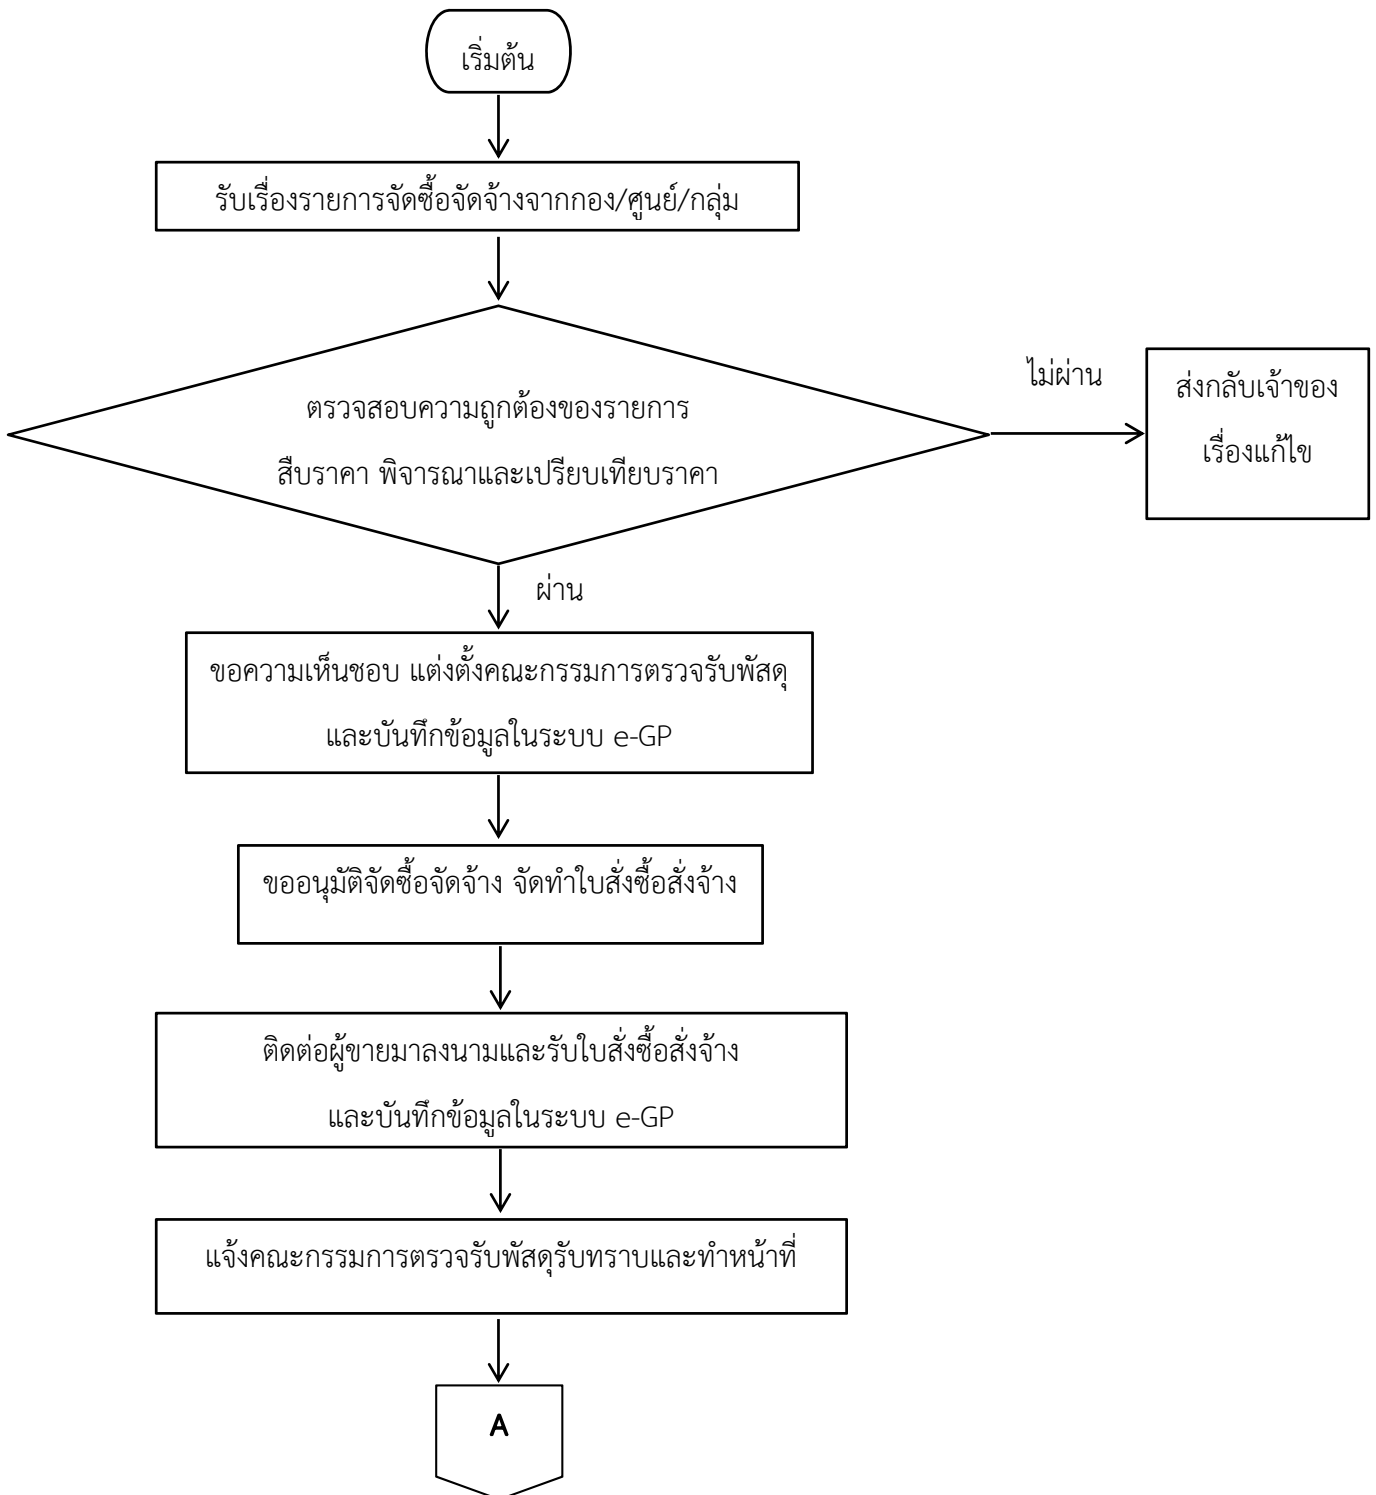 เริ่มต้น
รับเรื่องรายการจัดซื้อจัดจ้างจากกอง/ศูนย์/กลุ่ม
ตรวจสอบความถูกต้องของรายการ
สืบราคา พิจารณาและเปรียบเทียบราคา
ไม่ผ่าน
ส่งกลับเจ้าของ
เรื่องแก้ไข
ผ่าน
ขอความเห็นชอบ แต่งตั้งคณะกรรมการตรวจรับพัสดุ
และบันทึกข้อมูลในระบบ e-GP
ขออนุมัติจัดซื้อจัดจ้าง จัดทำใบสั่งซื้อสั่งจ้าง
ติดต่อผู้ขายมาลงนามและรับใบสั่งซื้อสั่งจ้าง
และบันทึกข้อมูลในระบบ e-GP
แจ้งคณะกรรมการตรวจรับพัสดุรับทราบและทำหน้าที่
A